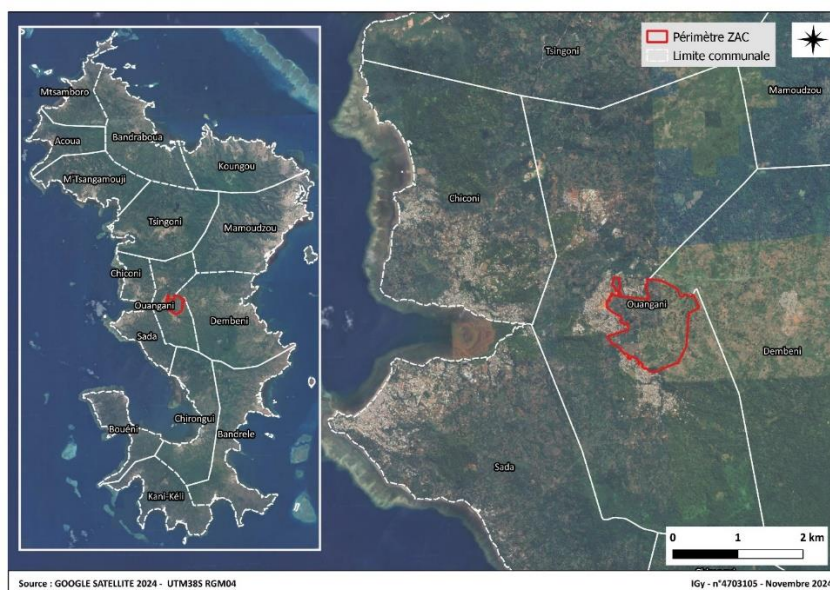 Périmètre ZAC
Limite communale
Mtsamboro
Acoua
Bandraboua
M'Tsangamouji
Koungou
Tsingoni
Mamoudzou
Chiconi
Ouangani
Sada
Dembeni
Chirongui
Bouéni
Bandrele
Kani-Kéli
Tsingoni
Mamoudzou
Chiconi
Ouangani
Dembeni
Sada
0 1 2 km
Source : GOOGLE SATELLITE 2024 - UTM38S RGM04
IGy - n°4703105 - Novembre 2024